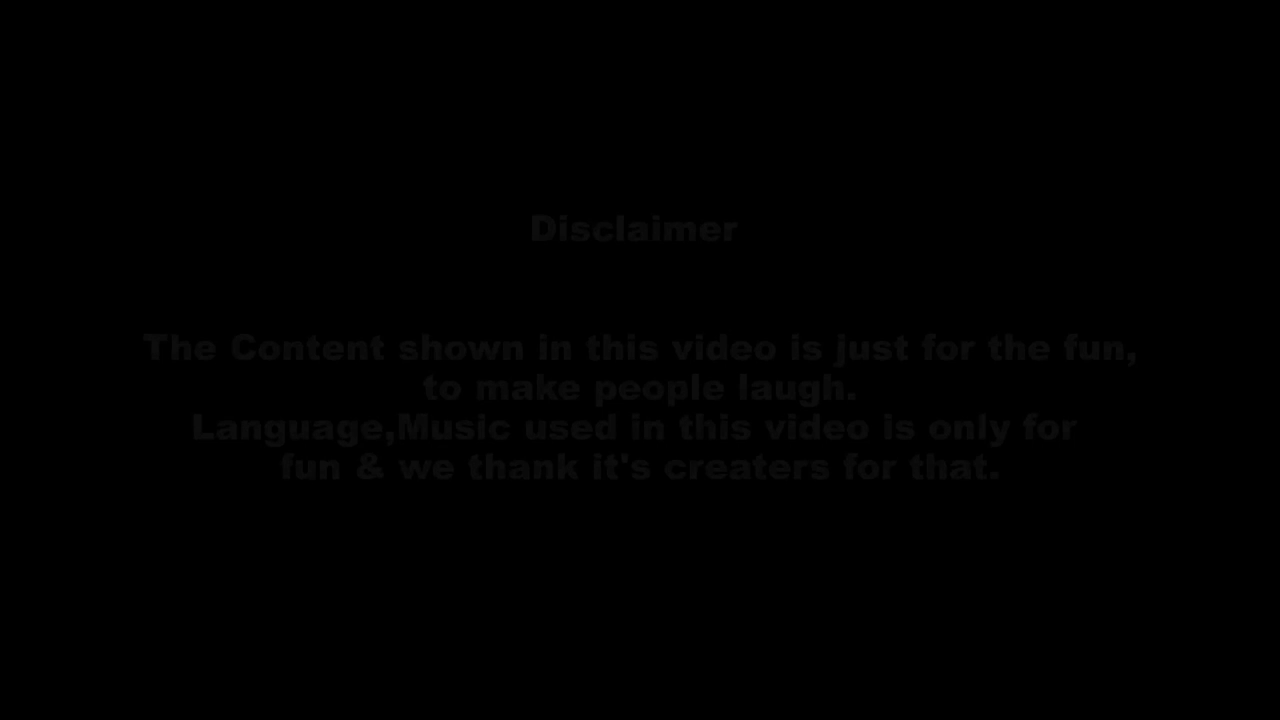 Disclaimer
The Content shown in this video is just for the fun,
to make people laugh.
Language,Music used in this video is only for
fun & we thank it's creaters for that.